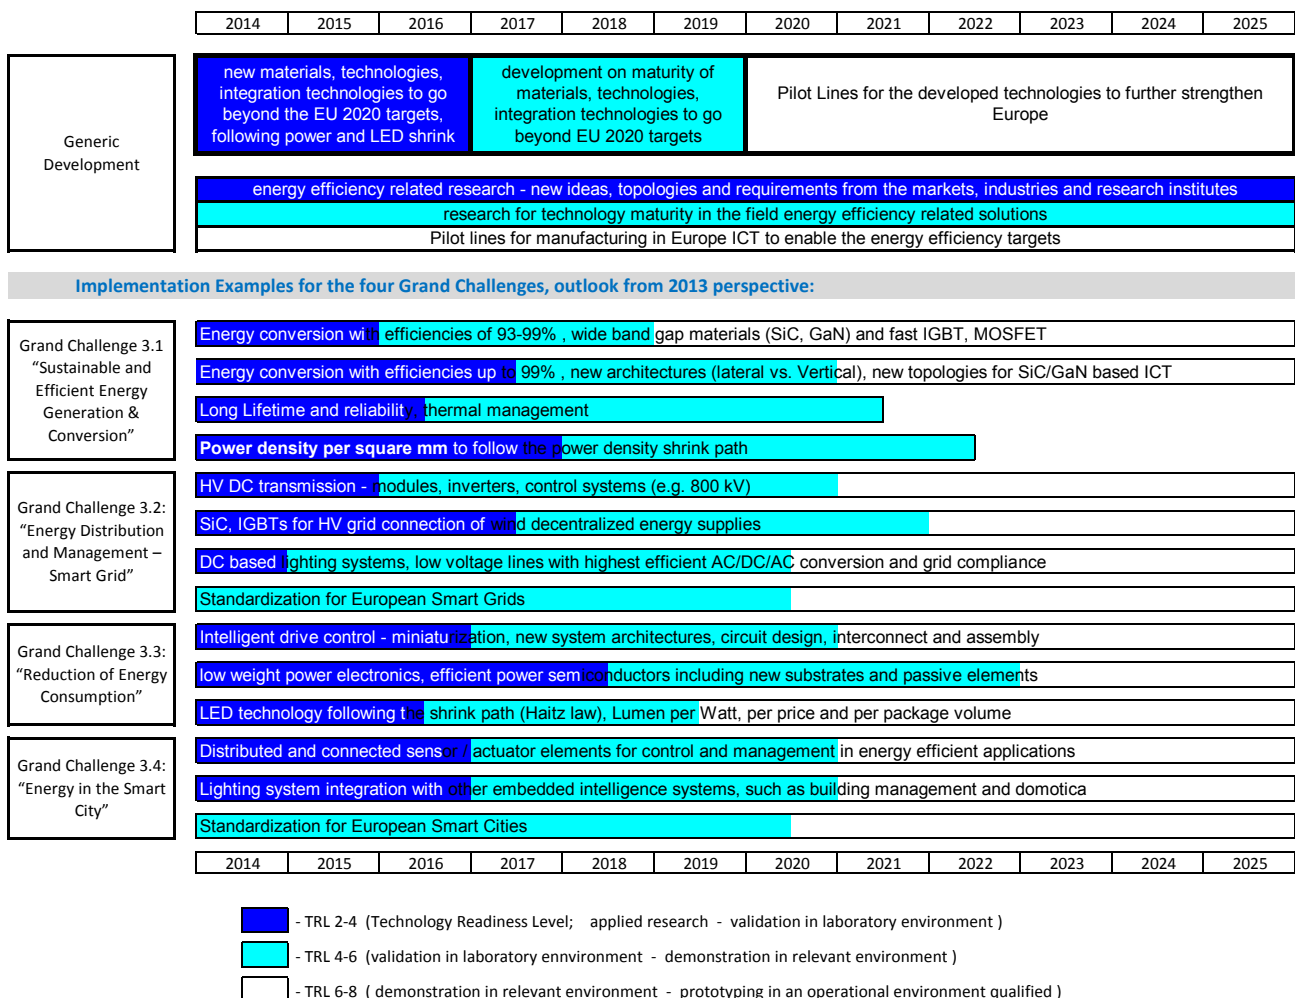 2014 2015 2016 2017 2018 2019 2020 2021 2022 2023 2024 2025
Generic
Development
new materials, technologies,
integration technologies to go
beyond the EU 2020 targets,
following power and LED shrink
development on maturity of
materials, technologies,
integration technologies to go
beyond EU 2020 targets
Pilot Lines for the developed technologies to further strengthen
Europe
energy efficiency related research - new ideas, topologies and requirements from the markets, industries and research institutes
research for technology maturity in the field energy efficiency related solutions
Pilot lines for manufacturing in Europe ICT to enable the energy efficiency targets
Implementation Examples for the four Grand Challenges, outlook from 2013 perspective:
Grand Challenge 3.1
“Sustainable and
Efficient Energy
Generation &
Conversion”
Energy conversion with efficiencies of 93-99% , wide band gap materials (SiC, GaN) and fast IGBT, MOSFET
Energy conversion with efficiencies up to 99% , new architectures (lateral vs. Vertical), new topologies for SiC/GaN based ICT
Long Lifetime and reliability, thermal management
Power density per square mm to follow the power density shrink path
Grand Challenge 3.2:
“Energy Distribution
and Management –
Smart Grid”
HV DC transmission - modules, inverters, control systems (e.g. 800 kV)
SiC, IGBTs for HV grid connection of wind decentralized energy supplies
DC based lighting systems, low voltage lines with highest efficient AC/DC/AC conversion and grid compliance
Standardization for European Smart Grids
Grand Challenge 3.3:
“Reduction of Energy
Consumption”
Intelligent drive control - miniaturization, new system architectures, circuit design, interconnect and assembly
low weight power electronics, efficient power semiconductors including new substrates and passive elements
LED technology following the shrink path (Haitz law), Lumen per Watt, per price and per package volume
Grand Challenge 3.4:
“Energy in the Smart
City”
Distributed and connected sensor / actuator elements for control and management in energy efficient applications
Lighting system integration with other embedded intelligence systems, such as building management and domotica
Standardization for European Smart Cities
2014 2015 2016 2017 2018 2019 2020 2021 2022 2023 2024 2025
- TRL 2-4 (Technology Readiness Level; applied research - validation in laboratory environment )
- TRL 4-6 (validation in laboratory ennvironment - demonstration in relevant environment )
- TRL 6-8 ( demonstration in relevant environment - prototyping in an operational environment qualified )